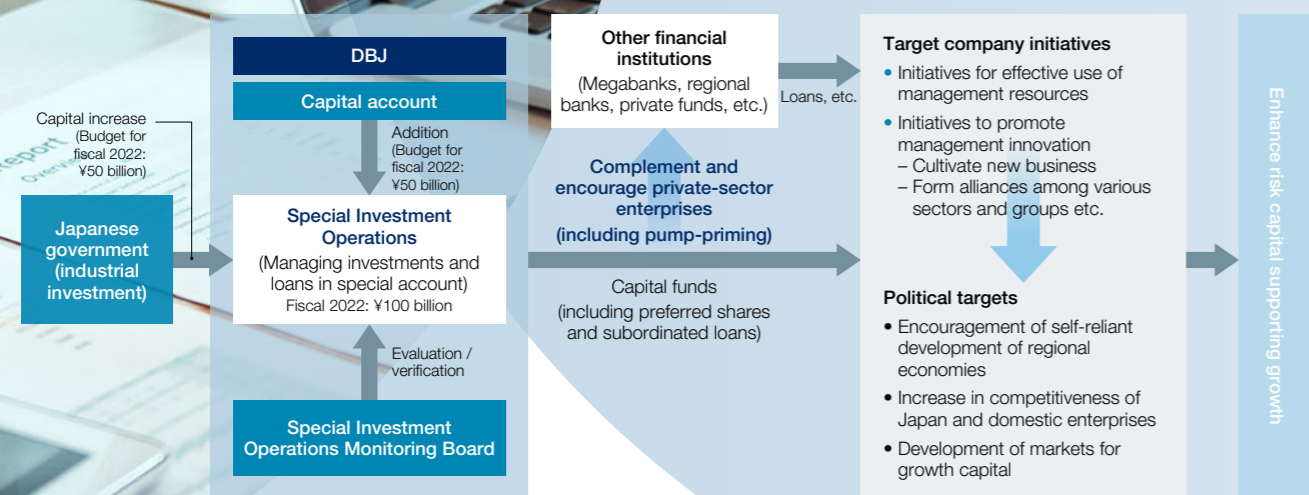 Report
Overview
Capital increase
(Budget for
fiscal 2022:
¥50 billion)
Japanese
government
(industrial
investment)
DBJ
Capital account
Addition
(Budget for
fiscal 2022:
¥50 billion)
Special Investment
Operations
(Managing investments and
loans in special account)
Fiscal 2022: ¥100 billion
Evaluation /
verification
Special Investment
Operations Monitoring Board
Other financial
institutions
(Megabanks, regional
banks, private funds, etc.)
Loans, etc.
Complement and
encourage private-sector
enterprises
(including pump-priming)
Capital funds
(including preferred shares
and subordinated loans)
Target company initiatives
• Initiatives for effective use of
management resources
• Initiatives to promote
management innovation
– Cultivate new business
– Form alliances among various
sectors and groups etc.
Political targets
• Encouragement of self-reliant
development of regional
economies
• Increase in competitiveness of
Japan and domestic enterprises
• Development of markets for
growth capital
Enhance risk capital supporting growth